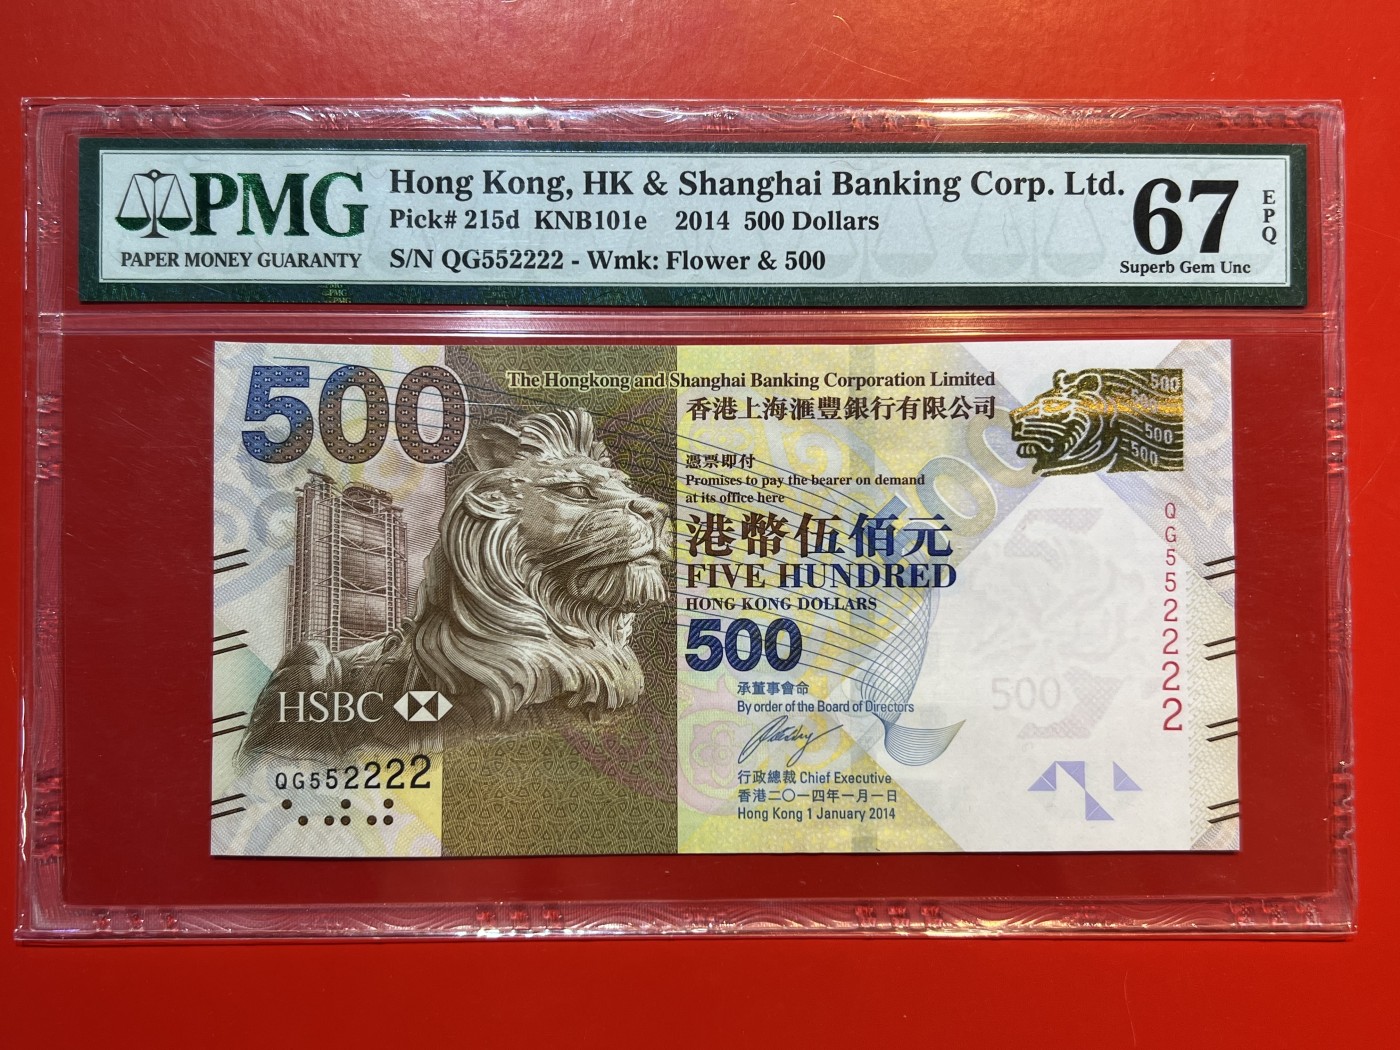 PMG
PAPER MONEY GUARANTY
Hong Kong, HK & Shanghai Banking Corp. Ltd.
Pick# 215d KNB101e 2014 500 Dollars
S/N QG552222 - Wmk: Flower & 500
67
EPQ
Superb Gem Unc
500
The Hongkong and Shanghai Banking Corporation Limited
香港上海滙豐銀行有限公司
500
500
500
憑票即付
Promises to pay the bearer on demand
at its office here
港幣伍佰元
FIVE HUNDRED
HONG KONG DOLLARS
500
QG552222
500
承董事會命
By order of the Board of Directors
HSBC
QG552222
行政總裁 Chief Executive
香港二〇一四年一月一日
Hong Kong 1 January 2014